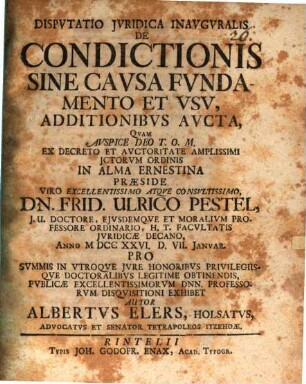 DISPVTATIO JVRIDICA INAVGVRALIS
DE
CONDICTIONIS
SINE CAVSA FVNDA-
MENTO ET VSV,
ADDITIONIBVS AVCTA,
QVAM
AVSPICE DEO T. O. M.
EX DECRETO ET AVCTORITATE AMPLISSIMI
JCTORVM ORDINIS
IN ALMA ERNESTINA
PRÆSIDE
VIRO EXCELLENTISSIMO ATQVE CONSVLTISSIMO,
DN. FRID. ULRICO PESTEL,
J. U. DOCTORE, EJVSDEMQVE ET MORALIVM PRO-
FESSORE ORDINARIO, H. T. FACVLTATIS
JVRIDICÆ DECANO,
ANNO M DCC XXVI. D. VII. JANVAR.
PRO
SVMMIS IN VTROQVE JVRE HONORIBVS PRIVILEGIIS-
QVE DOCTORALIBVS LEGITIME OBTINENDIS,
PVBLICÆ EXCELLENTISSIMORVM DNN. PROFESSO-
RVM DISQVISITIONI EXHIBET
AUTOR
ALBERTVS ELERS, HOLSATVS,
ADVOCATVS ET SENATOR TETRAPOLEOS ITZEHOÆ.
RINTELII
TYPIS JOH. GODOFR. ENAX, ACAD. TYPOGR.